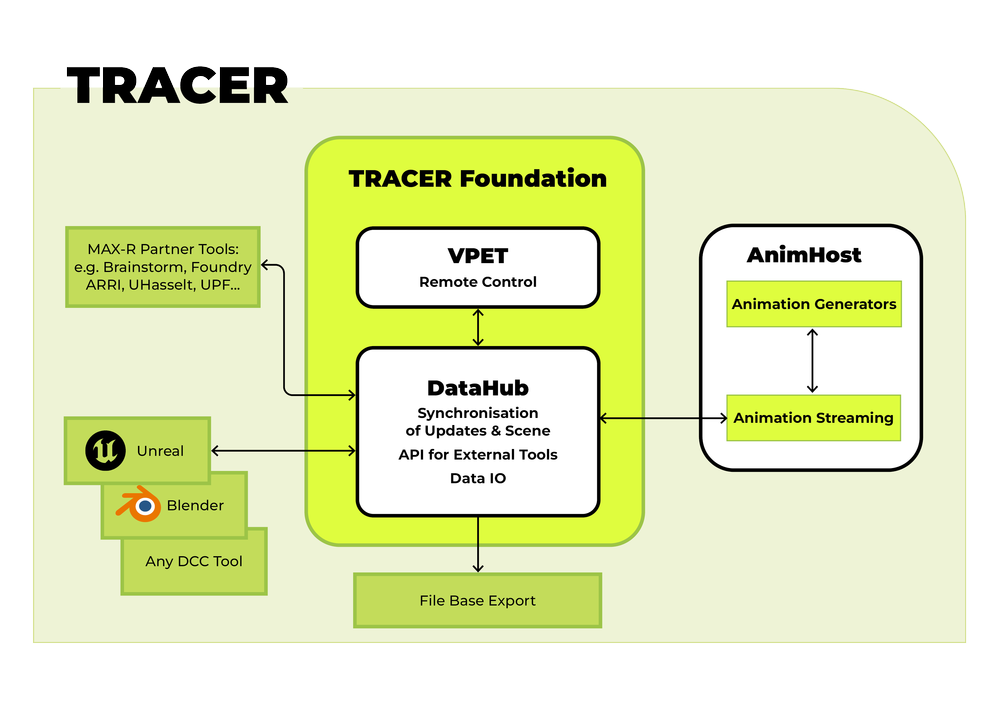 TRACER
TRACER Foundation
MAX-R Partner Tools:
e.g. Brainstorm, Foundry
ARRI, UHasselt, UPF...
VPET
Remote Control
AnimHost
Animation Generators
Animation Streaming
DataHub
Synchronisation
of Updates & Scene
API for External Tools
Data IO
Unreal
Blender
Any DCC Tool
File Base Export